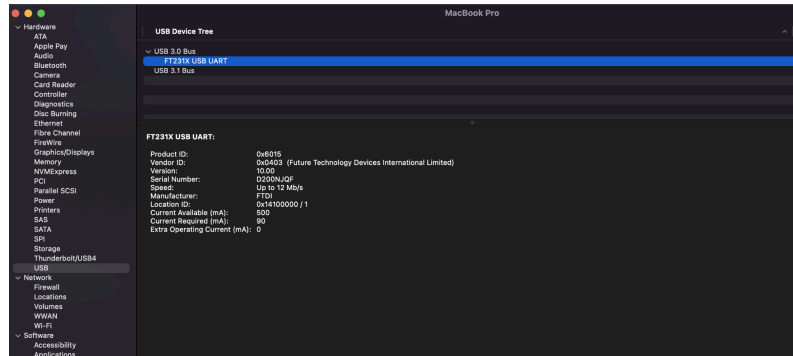 MacBook Pro
Hardware
ATA
Apple Pay
Audio
Bluetooth
Camera
Card Reader
Controller
Diagnostics
Disc Burning
Ethernet
Fibre Channel
FireWire
Graphics/Displays
Memory
NVMExpress
PCI
Parallel SCSI
Power
Printers
SAS
SATA
SPI
Storage
Thunderbolt/USB4
USB
Network
Firewall
Locations
Volumes
WWAN
Wi-Fi
Software
Accessibility
Applications
USB Device Tree
USB 3.0 Bus
FT231X USB UART
USB 3.1 Bus
FT231X USB UART:
Product ID: 0x6015
Vendor ID: 0x0403 (Future Technology Devices International Limited)
Version: 10.00
Serial Number: D200NJQF
Speed: Up to 12 Mb/s
Manufacturer: FTDI
Location ID: 0x14100000 / 1
Current Available (mA): 500
Current Required (mA): 90
Extra Operating Current (mA): 0